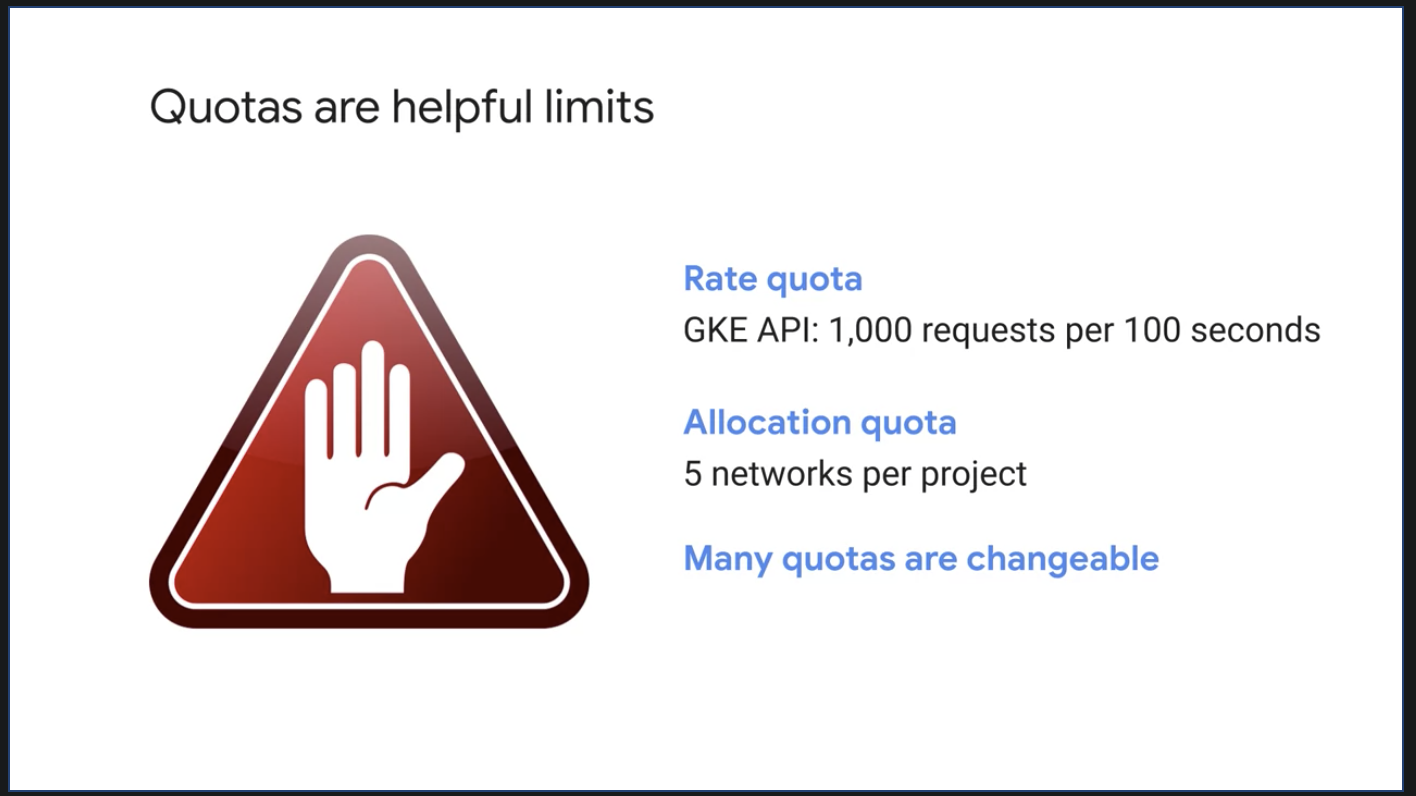 Quotas are helpful limits
Rate quota
GKE API: 1,000 requests per 100 seconds
Allocation quota
5 networks per project
Many quotas are changeable